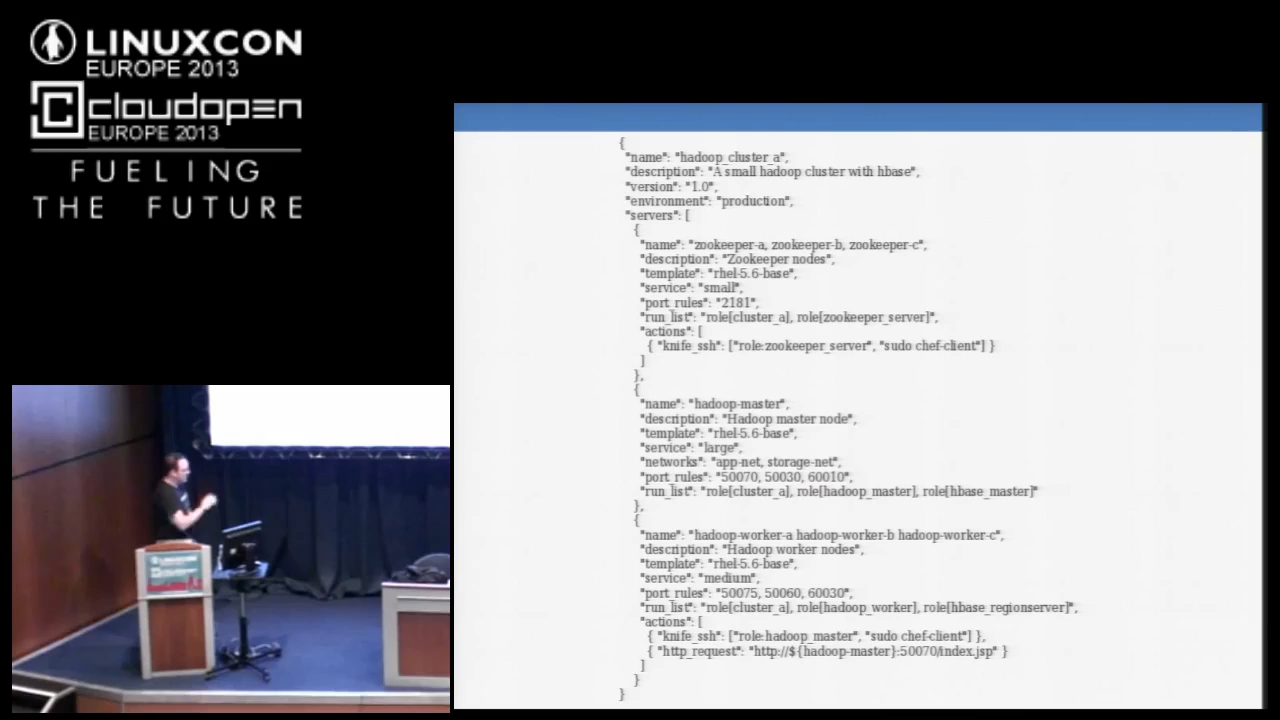 LINUXCON
EUROPE 2013
cloudopen
EUROPE 2013
FUELING
THE FUTURE
{
"name": "hadoop_cluster_a",
"description": "A small hadoop cluster with hbase",
"version": "1.0",
"environment": "production",
"servers": [
{
"name": "zookeeper-a, zookeeper-b, zookeeper-c",
"description": "Zookeeper nodes",
"template": "rhel-5.6-base",
"service": "small",
"port_rules": "2181",
"run_list": "role[cluster_a], role[zookeeper_server]",
"actions": [
{ "knife_ssh": ["role:zookeeper_server", "sudo chef-client"] }
]
},
{
"name": "hadoop-master",
"description": "Hadoop master node",
"template": "rhel-5.6-base",
"service": "large",
"networks": "app-net, storage-net",
"port_rules": "50070, 50030, 60010",
"run_list": "role[cluster_a], role[hadoop_master], role[hbase_master]"
},
{
"name": "hadoop-worker-a hadoop-worker-b hadoop-worker-c",
"description": "Hadoop worker nodes",
"template": "rhel-5.6-base",
"service": "medium",
"port_rules": "50075, 50060, 60030",
"run_list": "role[cluster_a], role[hadoop_worker], role[hbase_regionserver]",
"actions": [
{ "knife_ssh": ["role:hadoop_master", "sudo chef-client"] },
{ "http_request": "http://${hadoop-master}:50070/index.jsp" }
]
}
}